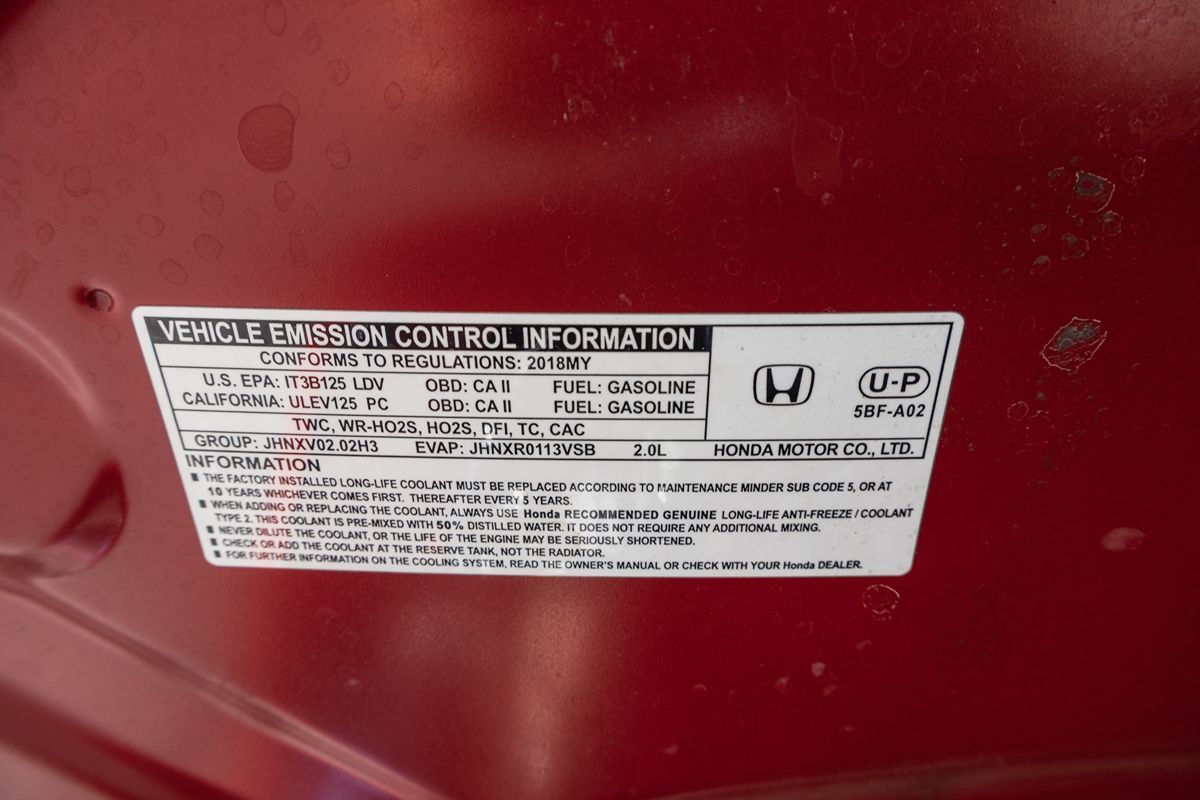 VEHICLE EMISSION CONTROL INFORMATION
CONFORMS TO REGULATIONS: 2018MY
U.S. EPA: IT3B125 LDV OBD: CA II FUEL: GASOLINE
CALIFORNIA: ULEV125 PC OBD: CA II FUEL: GASOLINE
U-P
5BF-A02
TWC, WR-HO2S, HO2S, DFI, TC, CAC
GROUP: JHNXV02.02H3 EVAP: JHNXR0113VSB 2.0L HONDA MOTOR CO., LTD.
INFORMATION
■ THE FACTORY INSTALLED LONG-LIFE COOLANT MUST BE REPLACED ACCORDING TO MAINTENANCE MINDER SUB CODE 5, OR AT
10 YEARS WHICHEVER COMES FIRST. THEREAFTER EVERY 5 YEARS.
■ WHEN ADDING OR REPLACING THE COOLANT, ALWAYS USE Honda RECOMMENDED GENUINE LONG-LIFE ANTI-FREEZE / COOLANT
TYPE 2. THIS COOLANT IS PRE-MIXED WITH 50% DISTILLED WATER. IT DOES NOT REQUIRE ANY ADDITIONAL MIXING.
■ NEVER DILUTE THE COOLANT, OR THE LIFE OF THE ENGINE MAY BE SERIOUSLY SHORTENED.
■ CHECK OR ADD THE COOLANT AT THE RESERVE TANK, NOT THE RADIATOR.
■ FOR FURTHER INFORMATION ON THE COOLING SYSTEM, READ THE OWNER'S MANUAL OR CHECK WITH YOUR Honda DEALER.